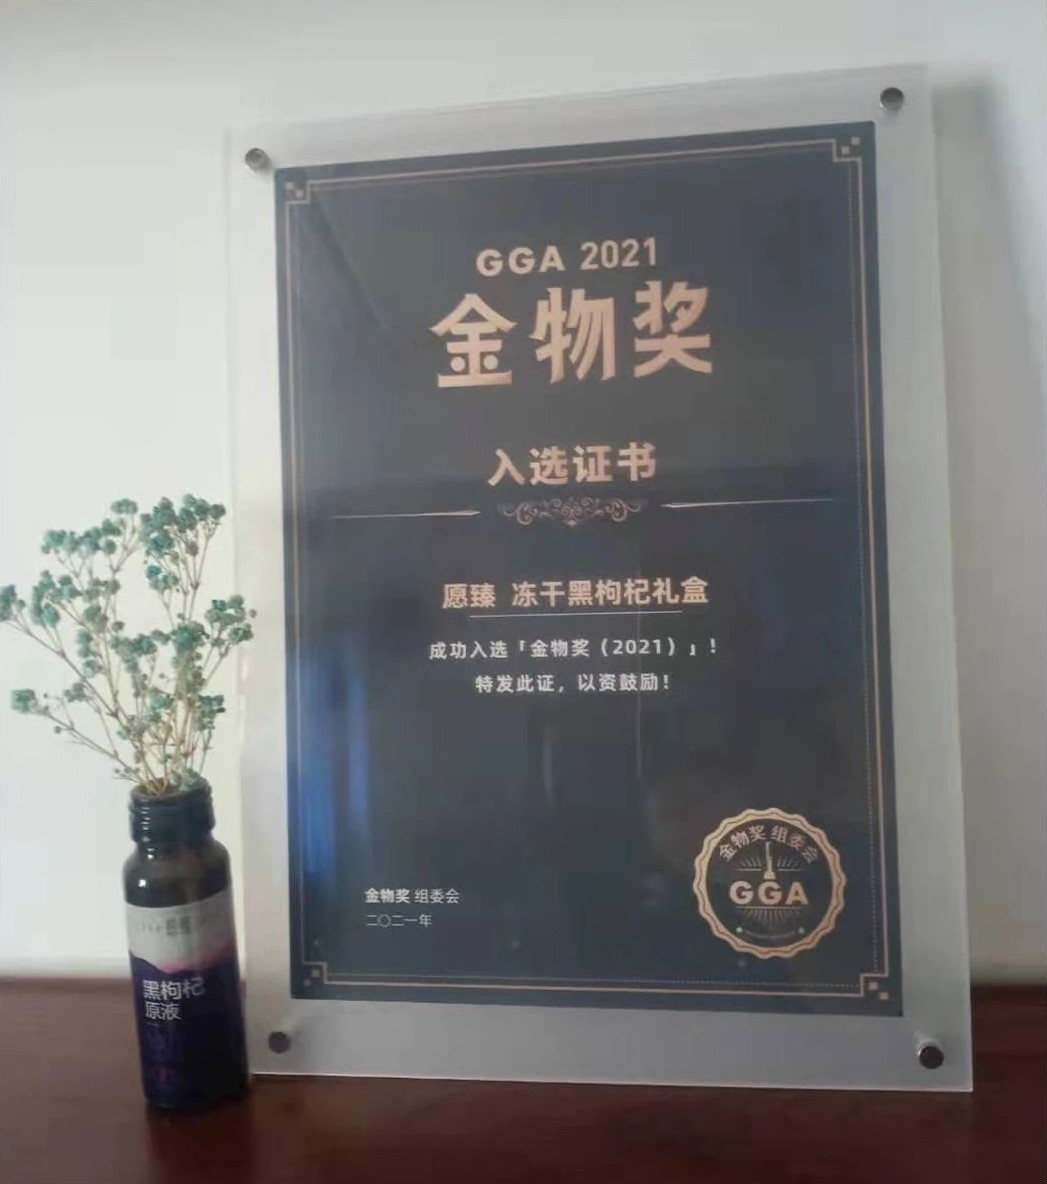 GGA 2021
金物奖
入选证书
愿臻 冻干黑枸杞礼盒
成功入选「金物奖（2021）」！
特发此证，以资鼓励！
金物奖 组委会
二〇二一年
金物奖 组委会
GGA
黑枸杞
原液